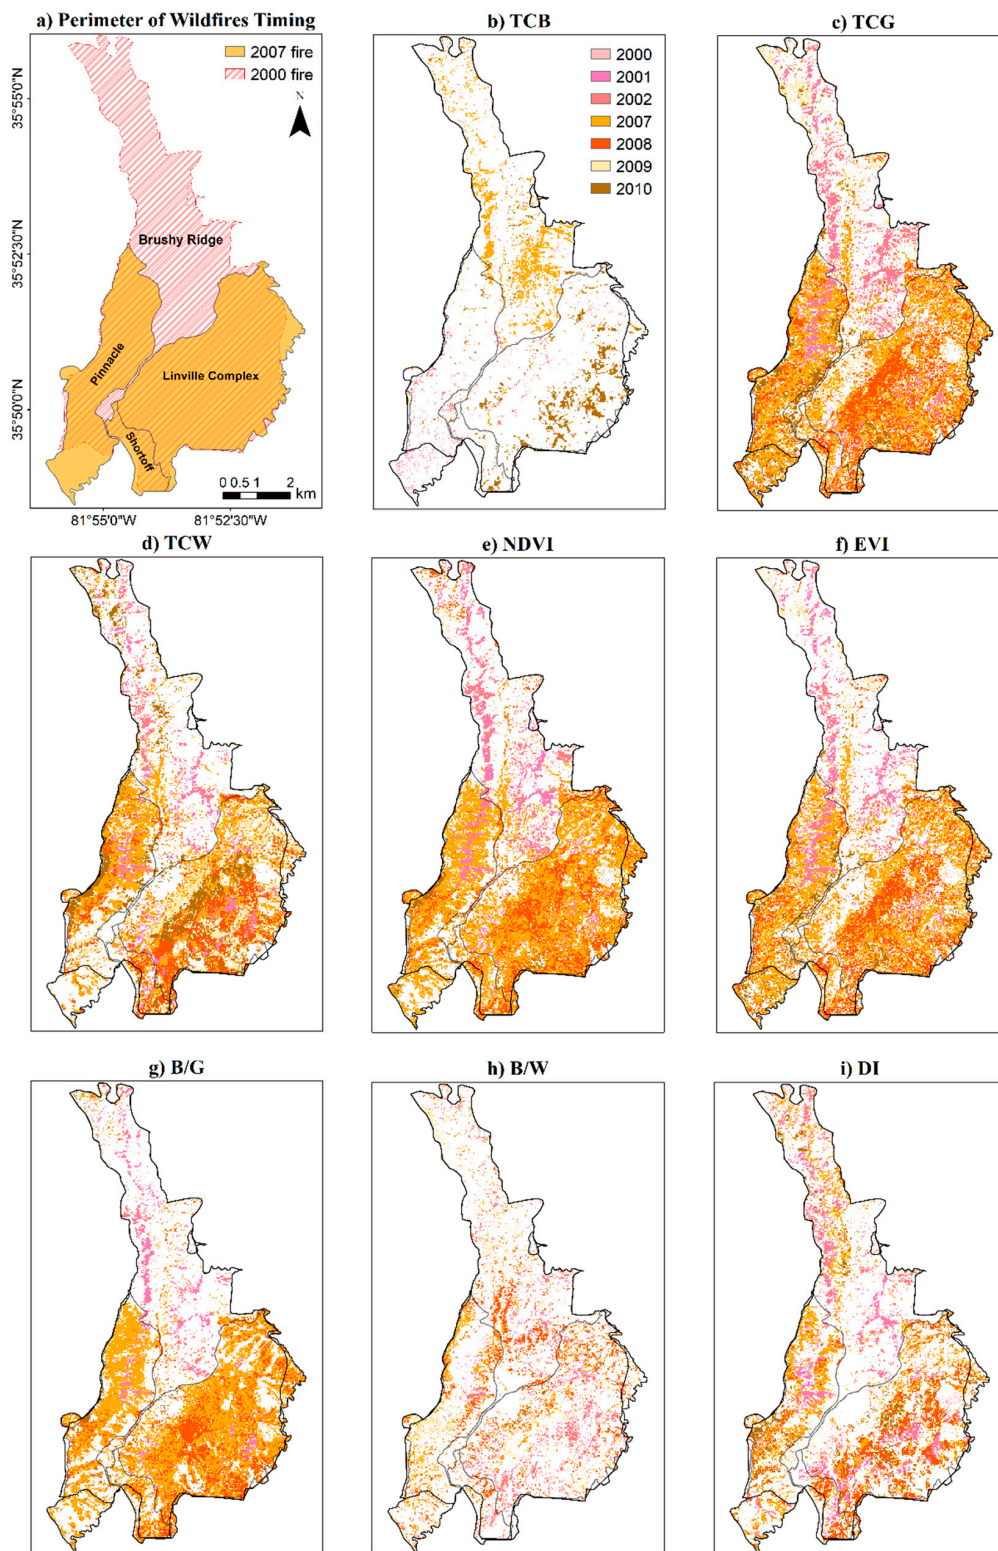 a) Perimeter of Wildfires Timing
b) TCB
c) TCG
2007 fire
2000 fire
N
35°55'0"N
35°52'30"N
35°50'0"N
Brushy Ridge
Pinnacle
Linville Complex
Shortoff
0 0.5 1 2
km
81°55'0"W
81°52'30"W
2000
2001
2002
2007
2008
2009
2010
d) TCW
e) NDVI
f) EVI
g) B/G
h) B/W
i) DI